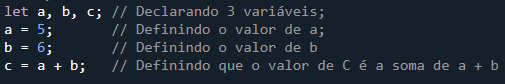 let a, b, c; // Declarando 3 variáveis;
a = 5; // Definindo o valor de a;
b = 6; // Definindo o valor de b
c = a + b; // Definindo que o valor de C é a soma de a + b